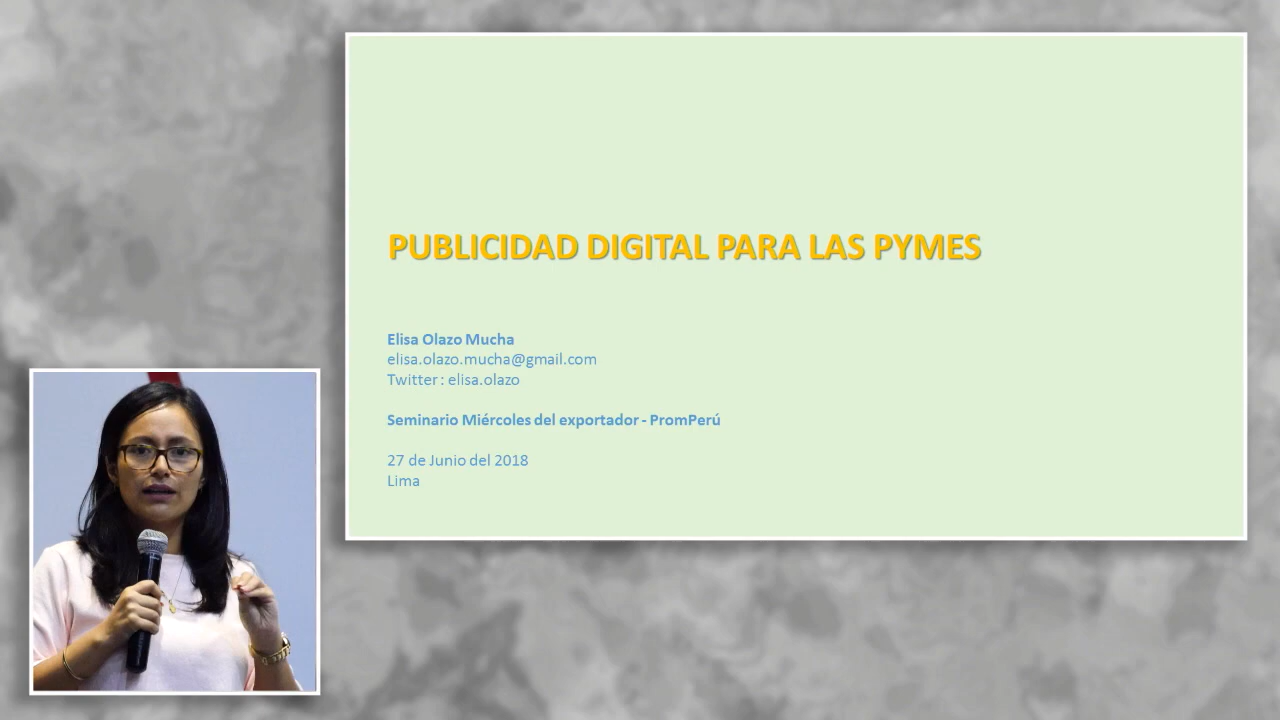 PUBLICIDAD DIGITAL PARA LAS PYMES
Elisa Olazo Mucha
elisa.olazo.mucha@gmail.com
Twitter : elisa.olazo
Seminario Miércoles del exportador - PromPerú
27 de Junio del 2018
Lima